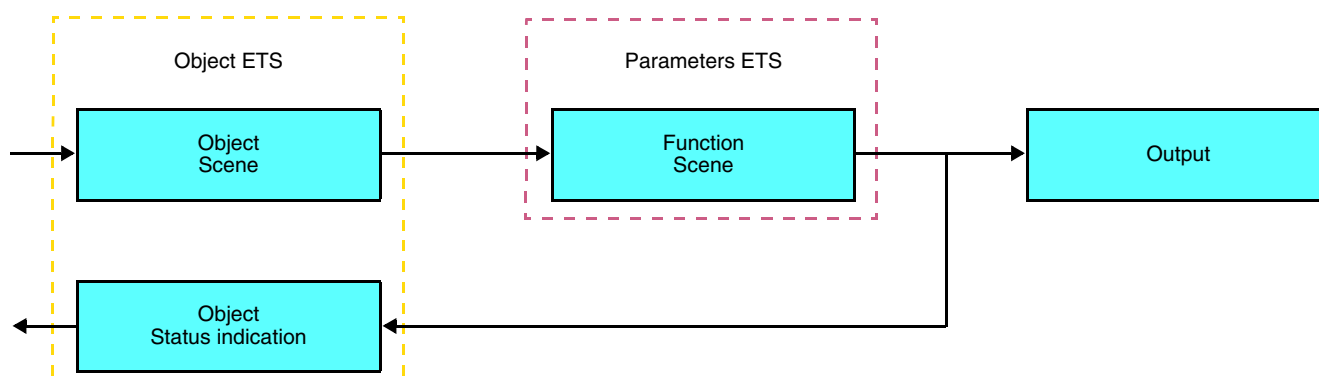 Object ETS
Parameters ETS
Object
Scene
Function
Scene
Output
Object
Status indication